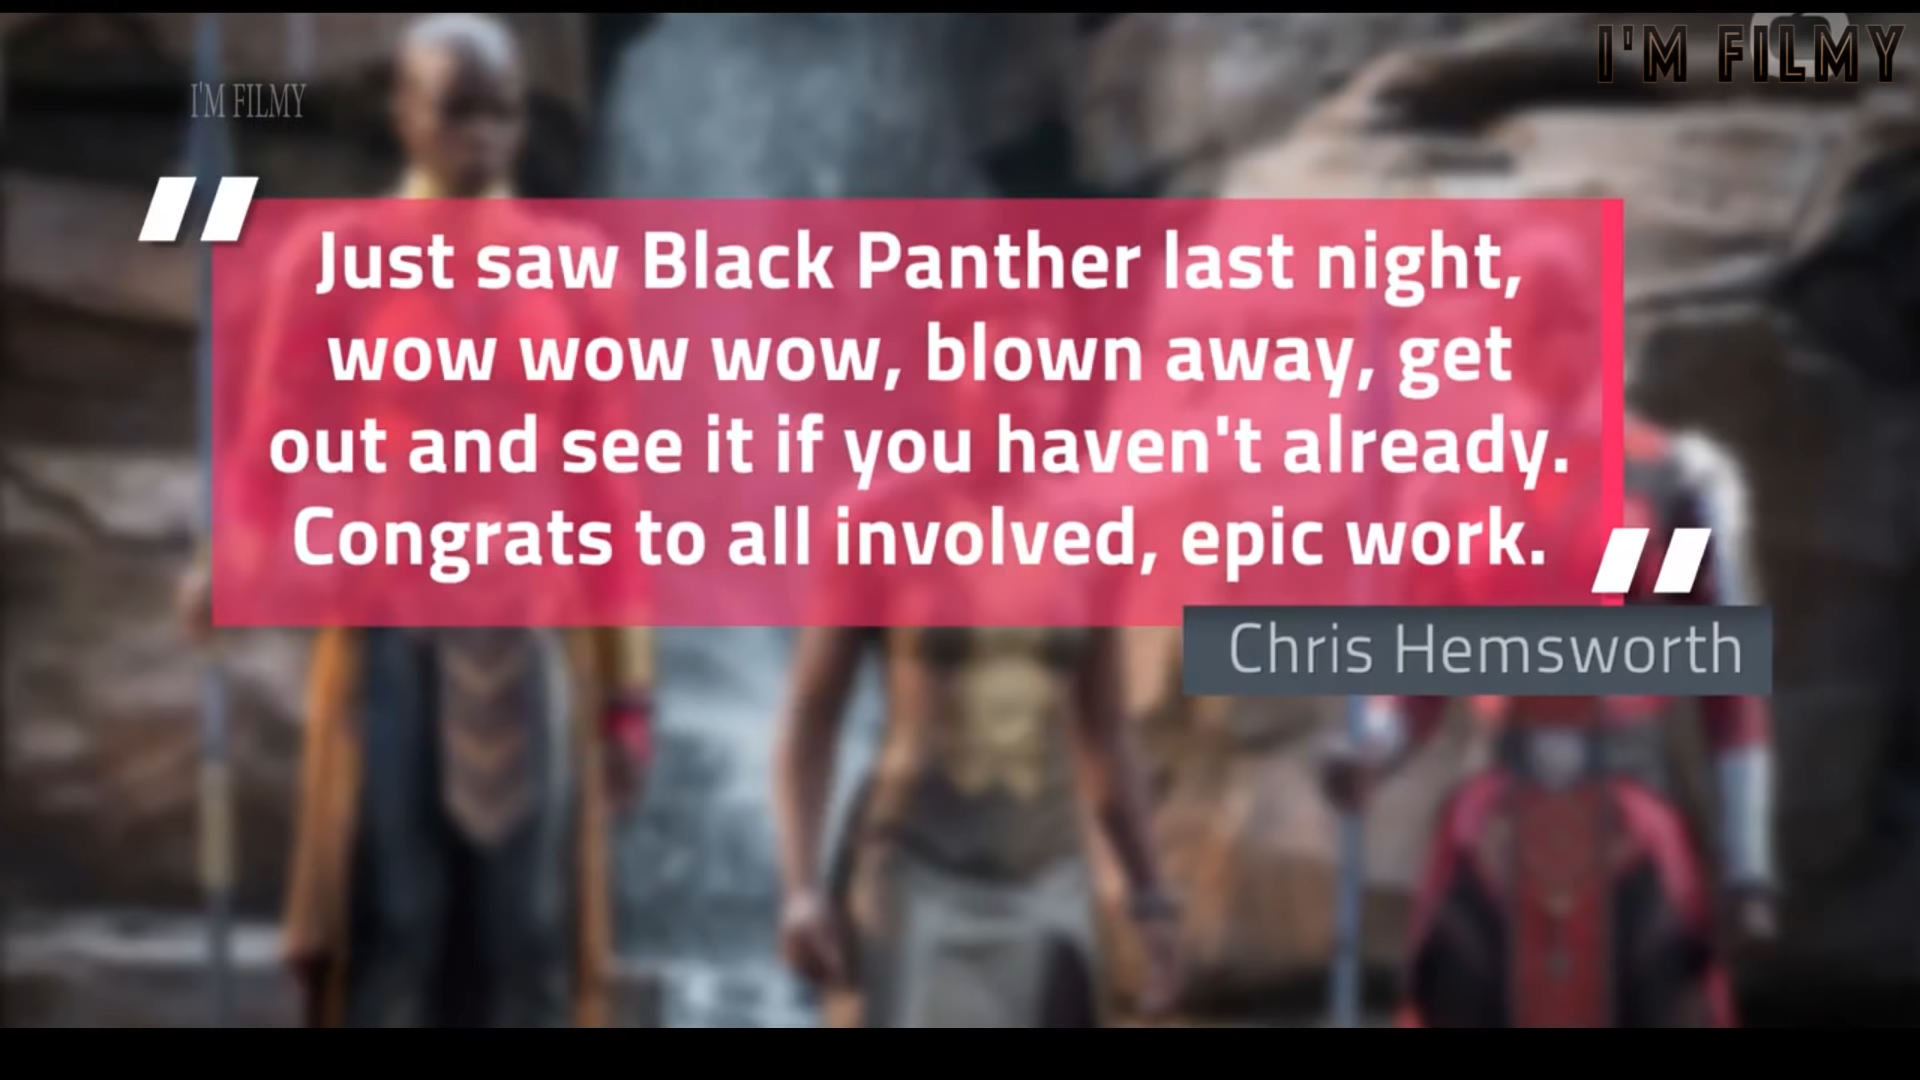 I'M FILMY
I'M FILMY
Just saw Black Panther last night,
wow wow wow, blown away, get
out and see it if you haven't already.
Congrats to all involved, epic work.
Chris Hemsworth